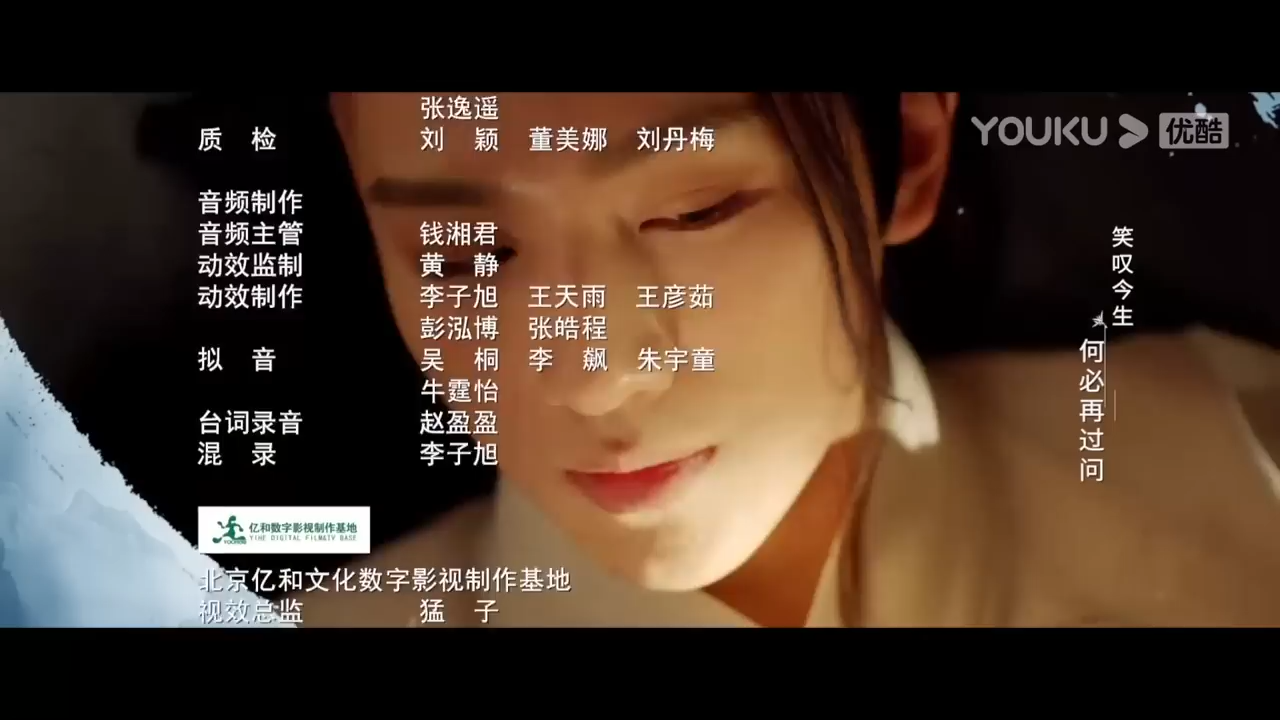 张逸遥
质 检 刘 颖 董美娜 刘丹梅
音频制作
音频主管 钱湘君
动效监制 黄 静
动效制作 李子旭 王天雨 王彦茹
彭泓博 张皓程
拟 音 吴 桐 李 飙 朱宇童
牛霆怡
台词录音 赵盈盈
混 录 李子旭
亿和数字影视制作基地
YIHE DIGITAL FILM&TV BASE
北京亿和文化数字影视制作基地
视效总监 猛 子
YOUKU 优酷
笑叹今生
何必再过问